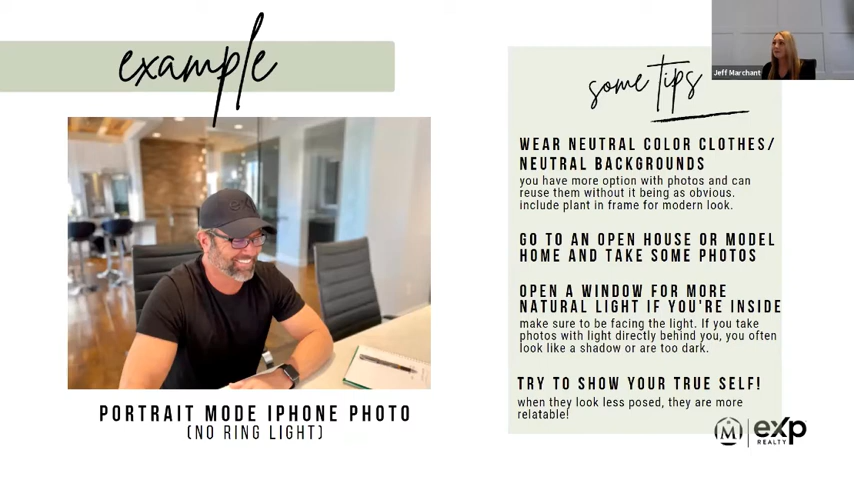 example
Jeff Marchant
some tips
WEAR NEUTRAL COLOR CLOTHES/
NEUTRAL BACKGROUNDS
you have more option with photos and can
reuse them without it being as obvious.
include plant in frame for modern look.
GO TO AN OPEN HOUSE OR MODEL
HOME AND TAKE SOME PHOTOS
OPEN A WINDOW FOR MORE
NATURAL LIGHT IF YOU'RE INSIDE
make sure to be facing the light. If you take
photos with light directly behind you, you often
look like a shadow or are too dark.
TRY TO SHOW YOUR TRUE SELF!
when they look less posed, they are more
relatable!
PORTRAIT MODE IPHONE PHOTO
(NO RING LIGHT)
M
eXp
REALTY